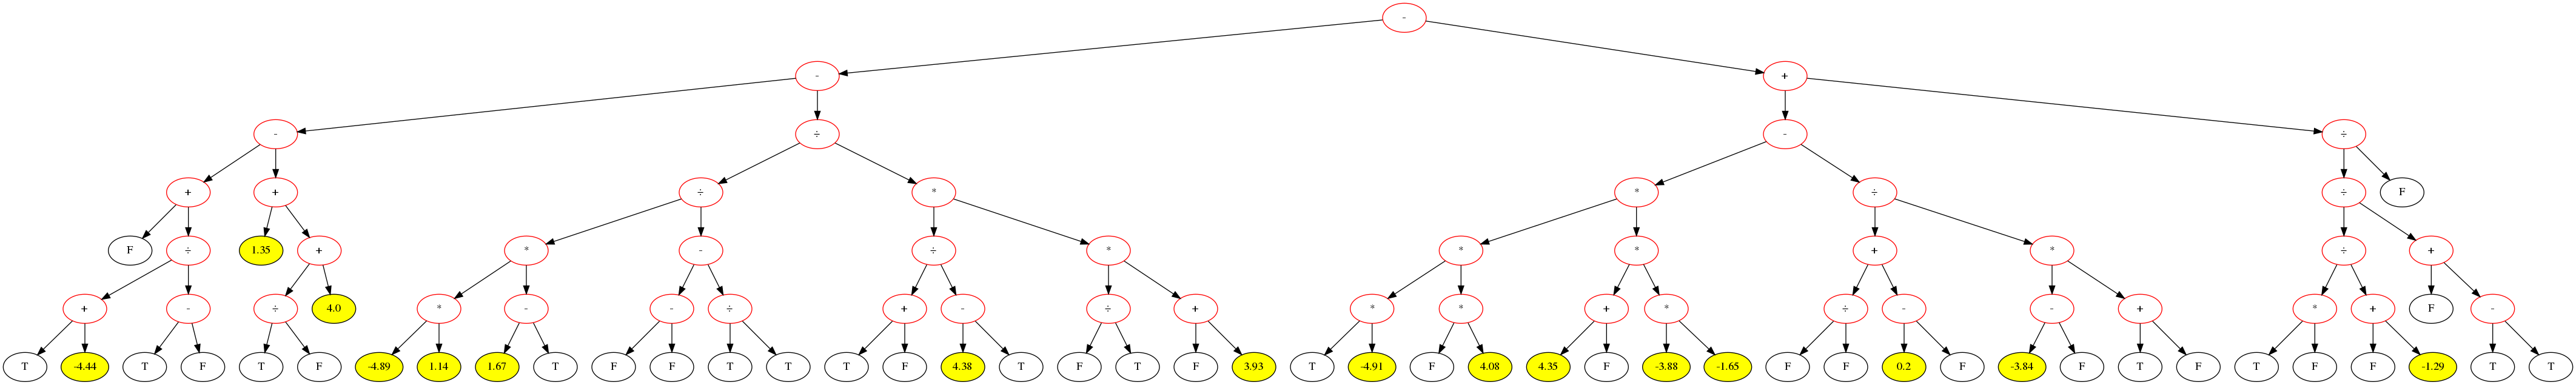 -
- +
- ÷ - ÷
+ + ÷ * * ÷ ÷ F
F ÷ 1.35 + * - ÷ * * * + * ÷ +
+ - ÷ 4.0 * - - ÷ + - ÷ + * * + * ÷ - - + * + F -
T -4.44 T F T F -4.89 1.14 1.67 T F F T T T F 4.38 T F T F 3.93 T -4.91 F 4.08 4.35 F -3.88 -1.65 F F 0.2 F -3.84 F T F T F F -1.29 T T